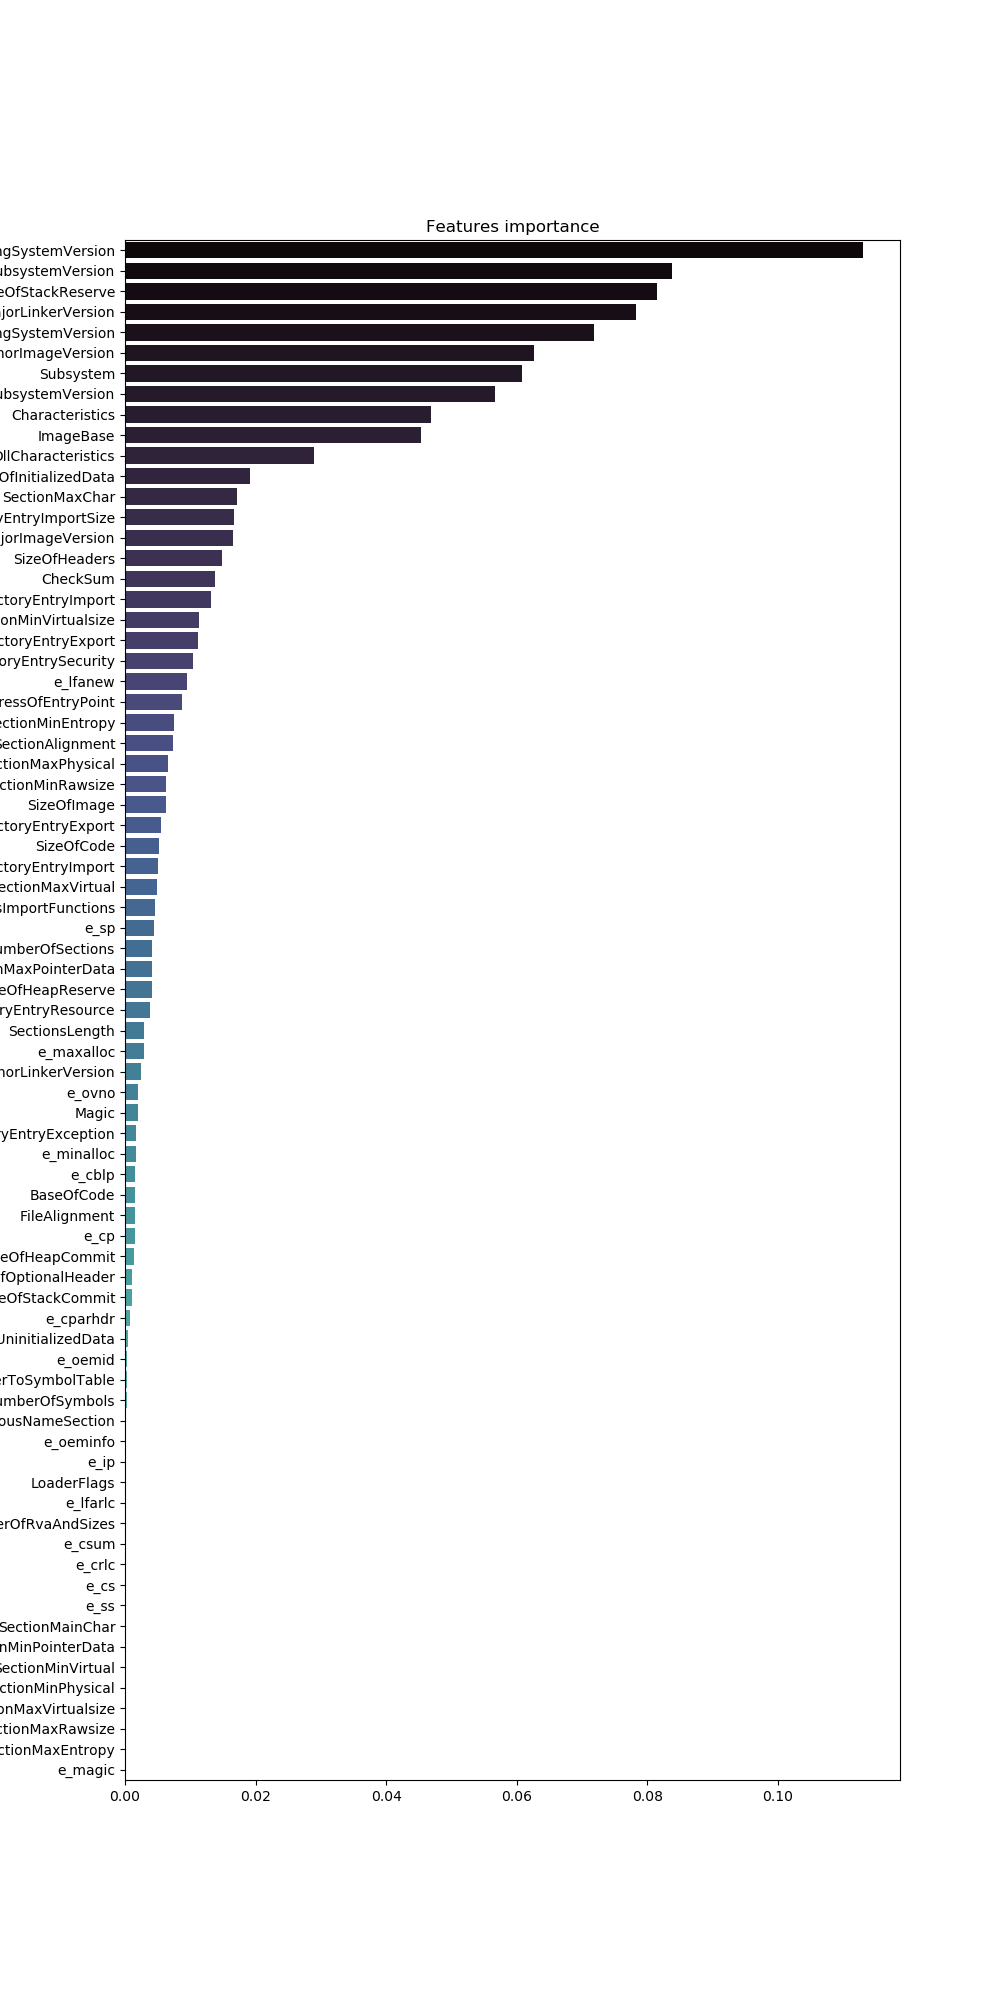 Features importance
ngSystemVersion
ubsystemVersion
eOfStackReserve
jorLinkerVersion
ngSystemVersion
norImageVersion
Subsystem
ubsystemVersion
Characteristics
ImageBase
DllCharacteristics
OfInitializedData
SectionMaxChar
yEntryImportSize
jorImageVersion
SizeOfHeaders
CheckSum
ctoryEntryImport
onMinVirtualsize
ctoryEntryExport
oryEntrySecurity
e_lfanew
ressOfEntryPoint
ectionMinEntropy
SectionAlignment
ctionMaxPhysical
ctionMinRawsize
SizeOfImage
ctoryEntryExport
SizeOfCode
ctoryEntryImport
ectionMaxVirtual
sImportFunctions
e_sp
umberOfSections
nMaxPointerData
eOfHeapReserve
ryEntryResource
SectionsLength
e_maxalloc
norLinkerVersion
e_ovno
Magic
yEntryException
e_minalloc
e_cblp
BaseOfCode
FileAlignment
e_cp
eOfHeapCommit
fOptionalHeader
eOfStackCommit
e_cparhdr
UninitializedData
e_oemid
erToSymbolTable
umberOfSymbols
ousNameSection
e_oeminfo
e_ip
LoaderFlags
e_lfarlc
erOfRvaAndSizes
e_csum
e_crlc
e_cs
e_ss
SectionMainChar
nMinPointerData
SectionMinVirtual
ctionMinPhysical
onMaxVirtualsize
ctionMaxRawsize
ctionMaxEntropy
e_magic
0.00 0.02 0.04 0.06 0.08 0.10